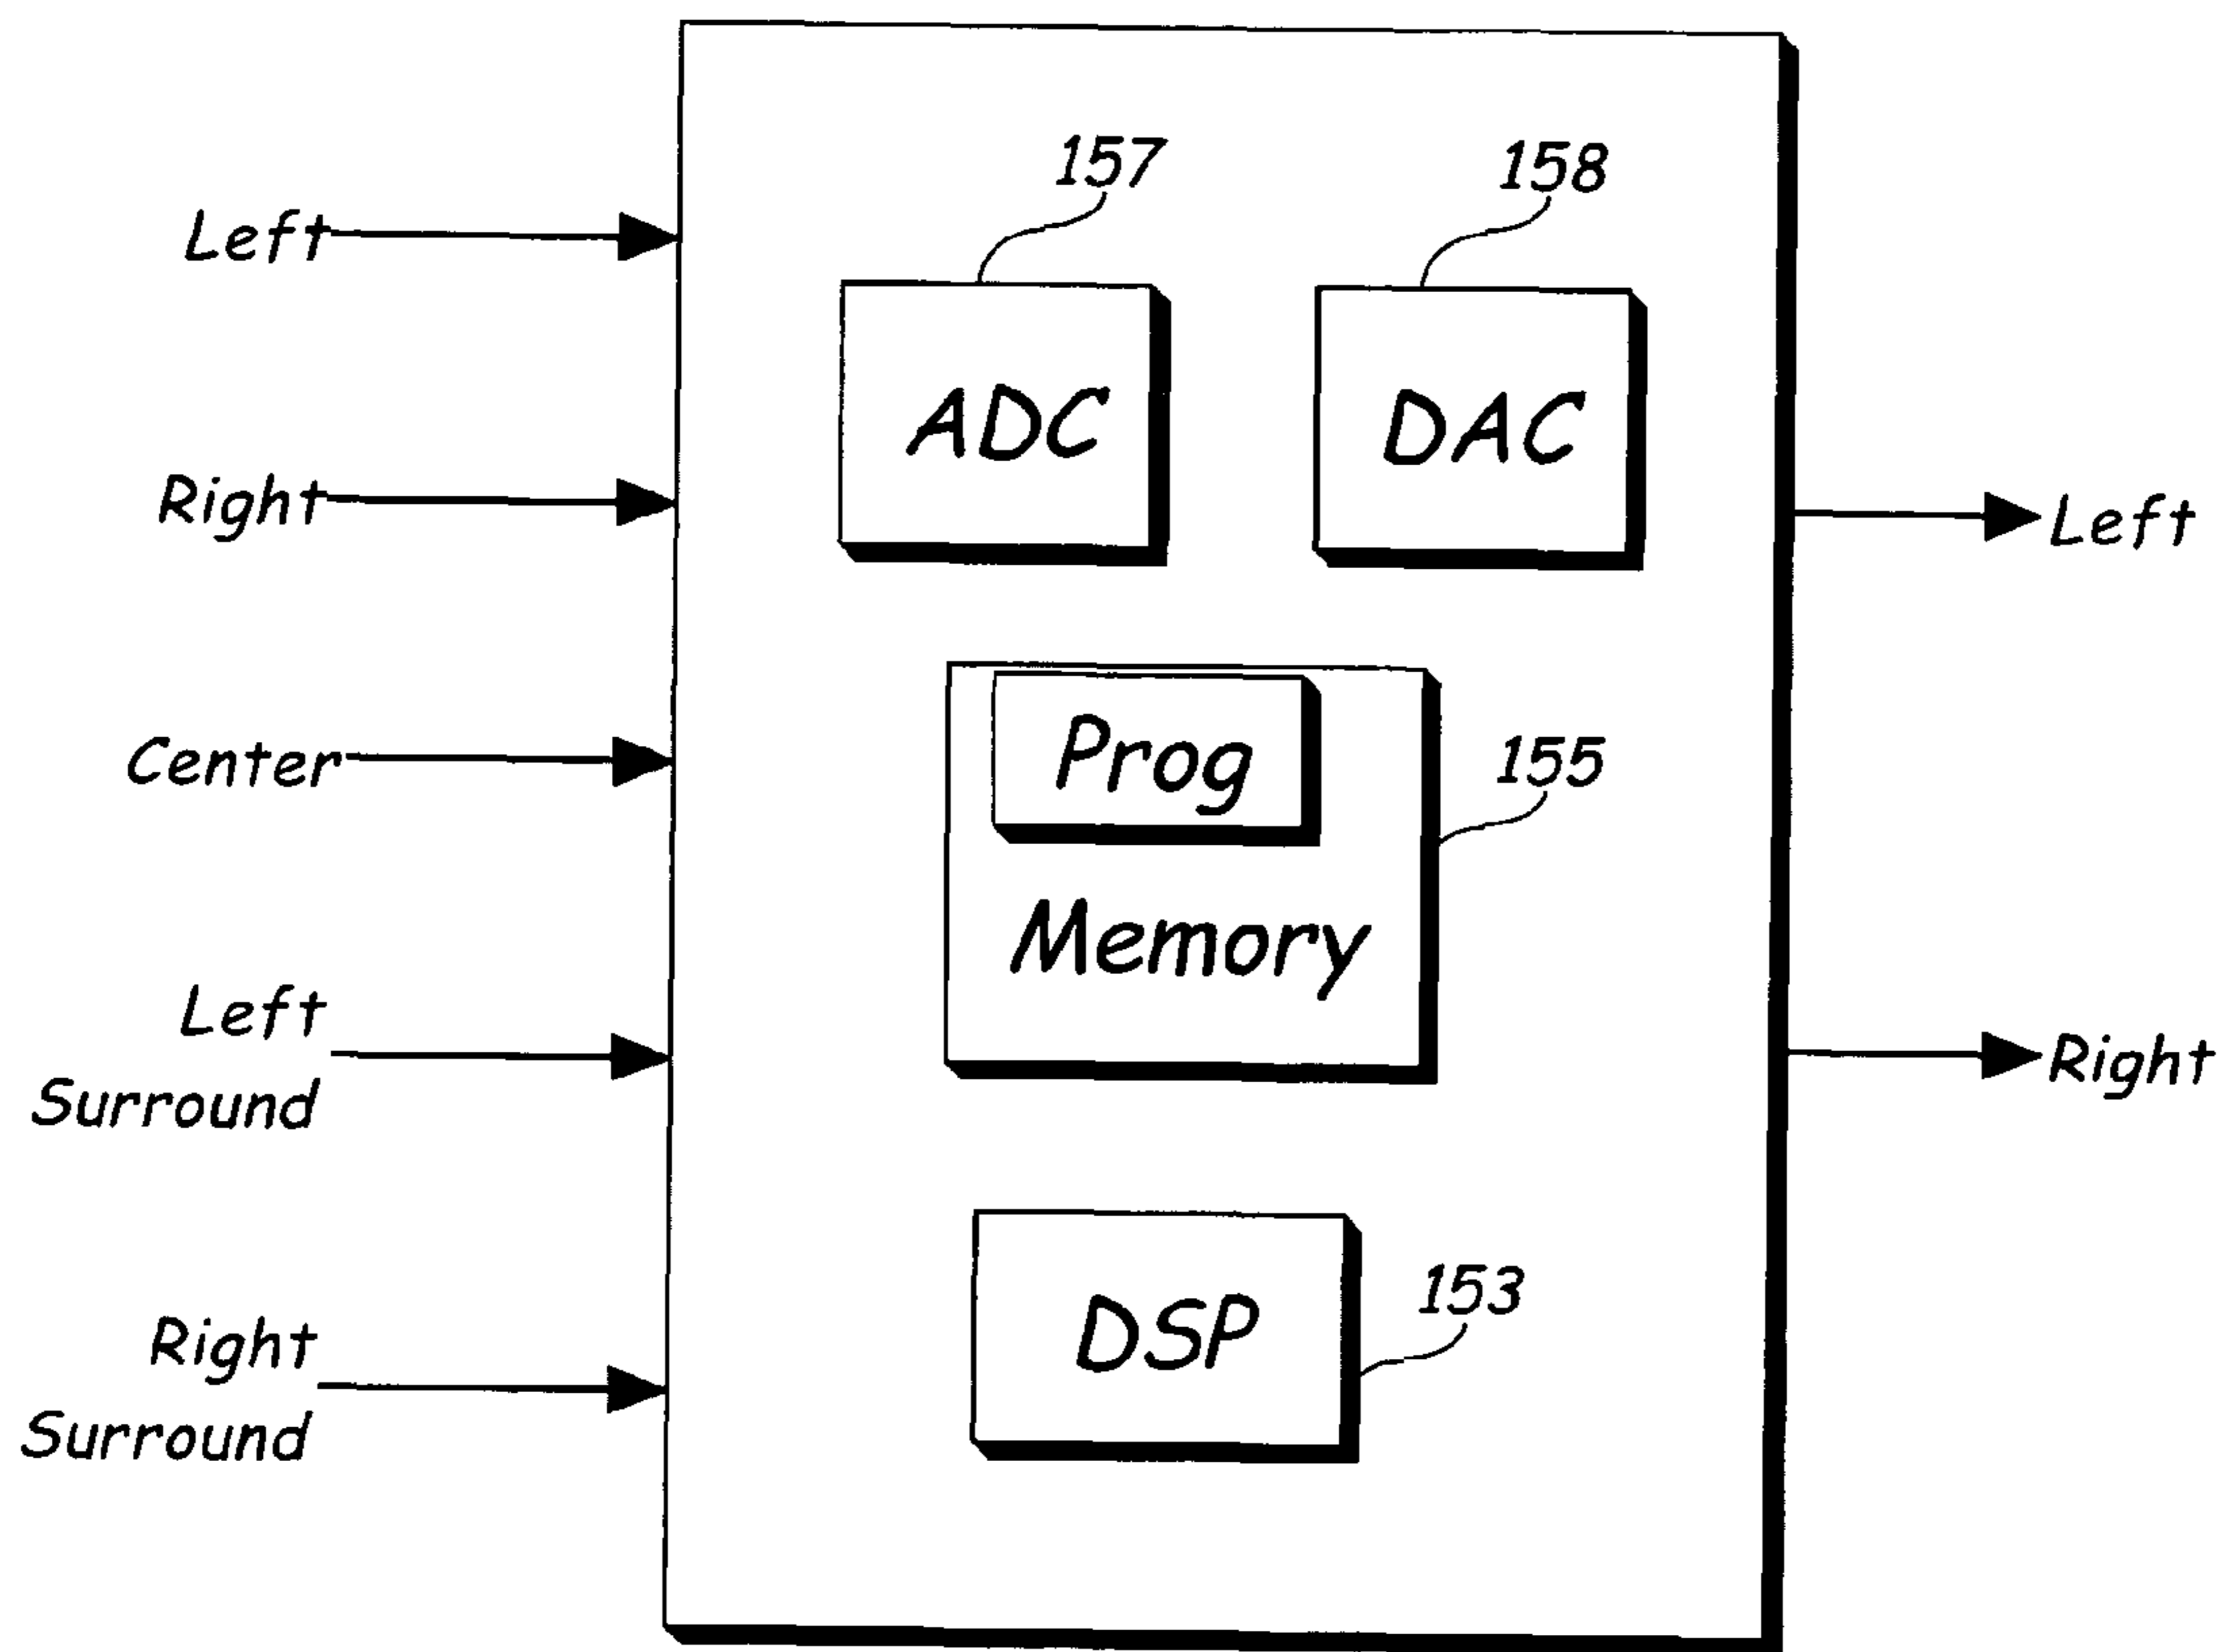 157
158
Left
ADC
DAC
Right
Left
Prog
155
Center
Memory
Left
Surround
Right
153
DSP
Right
Surround